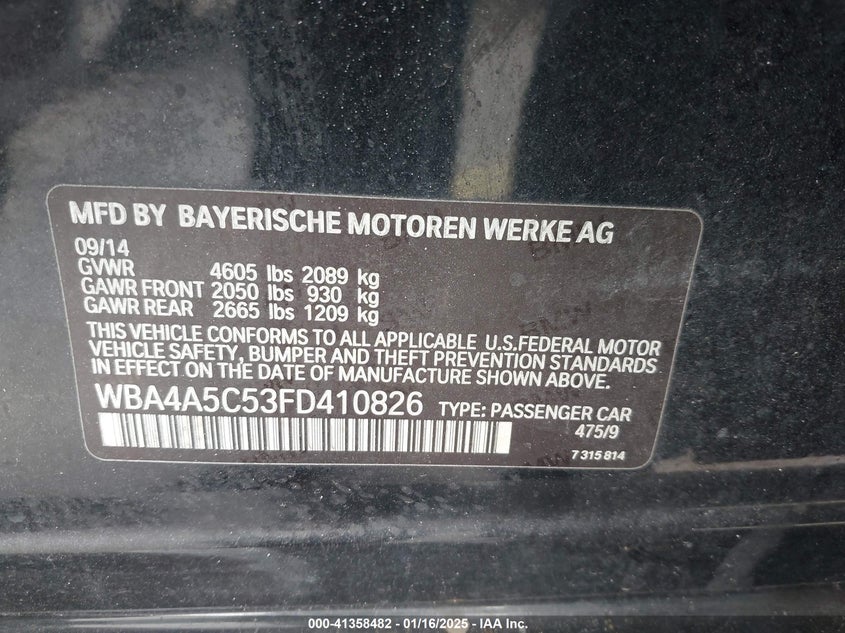 MFD BY BAYERISCHE MOTOREN WERKE AG
09/14
GVWR 4605 lbs 2089 kg
GAWR FRONT 2050 lbs 930 kg
GAWR REAR 2665 lbs 1209 kg
THIS VEHICLE CONFORMS TO ALL APPLICABLE U.S.FEDERAL MOTOR
VEHICLE SAFETY, BUMPER AND THEFT PREVENTION STANDARDS
IN EFFECT ON THE DATE OF MANUFACTURE SHOWN ABOVE.
WBA4A5C53FD410826 TYPE: PASSENGER CAR
475/9
7 315 814
000-41358482 - 01/16/2025 - IAA Inc.